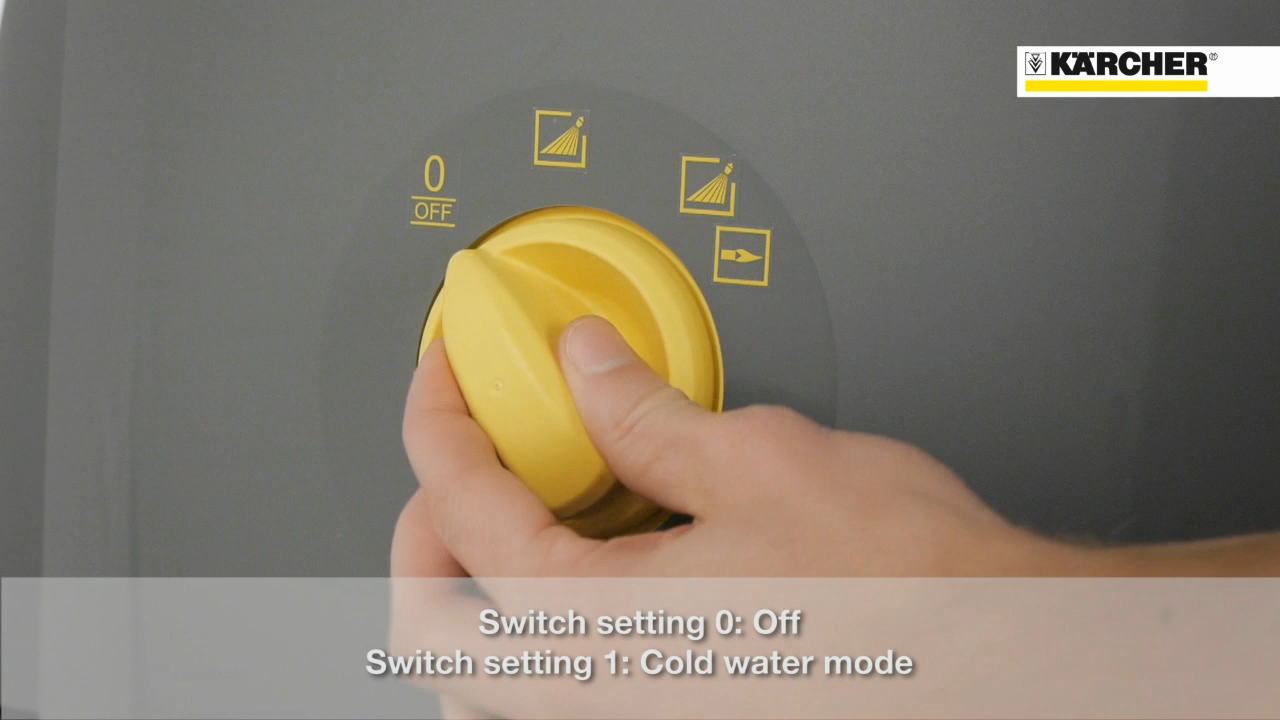 KÄRCHER®
0
OFF
Switch setting 0: Off
Switch setting 1: Cold water mode